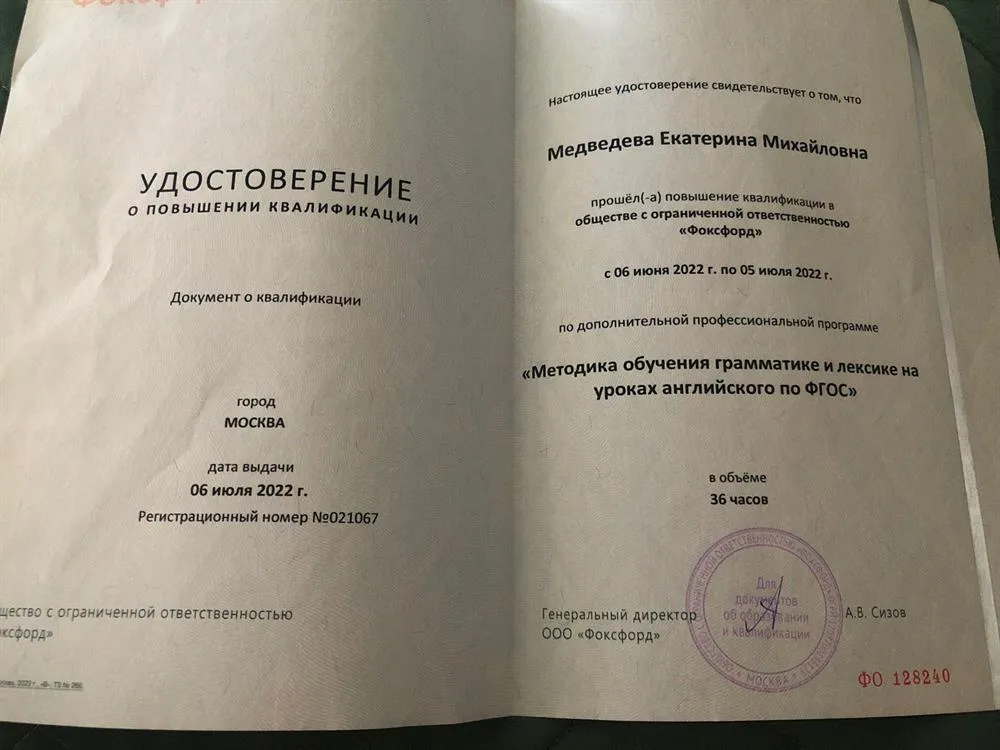 УДОСТОВЕРЕНИЕ
О ПОВЫШЕНИИ КВАЛИФИКАЦИИ
Документ о квалификации
город
МОСКВА
дата выдачи
06 июля 2022 г.
Регистрационный номер №021067
щество с ограниченной ответственностью
ксфорд»
Настоящее удостоверение свидетельствует о том, что
Медведева Екатерина Михайловна
прошёл(-а) повышение квалификации в
обществе с ограниченной ответственностью
«Фоксфорд»
с 06 июня 2022 г. по 05 июля 2022 г.
по дополнительной профессиональной программе
«Методика обучения грамматике и лексике на
уроках английского по ФГОС»
в объёме
36 часов
Генеральный директор
ООО «Фоксфорд»
А.В. Сизов
Для
документов
об образовании
и квалификации
МОСКВА
ФО 128240